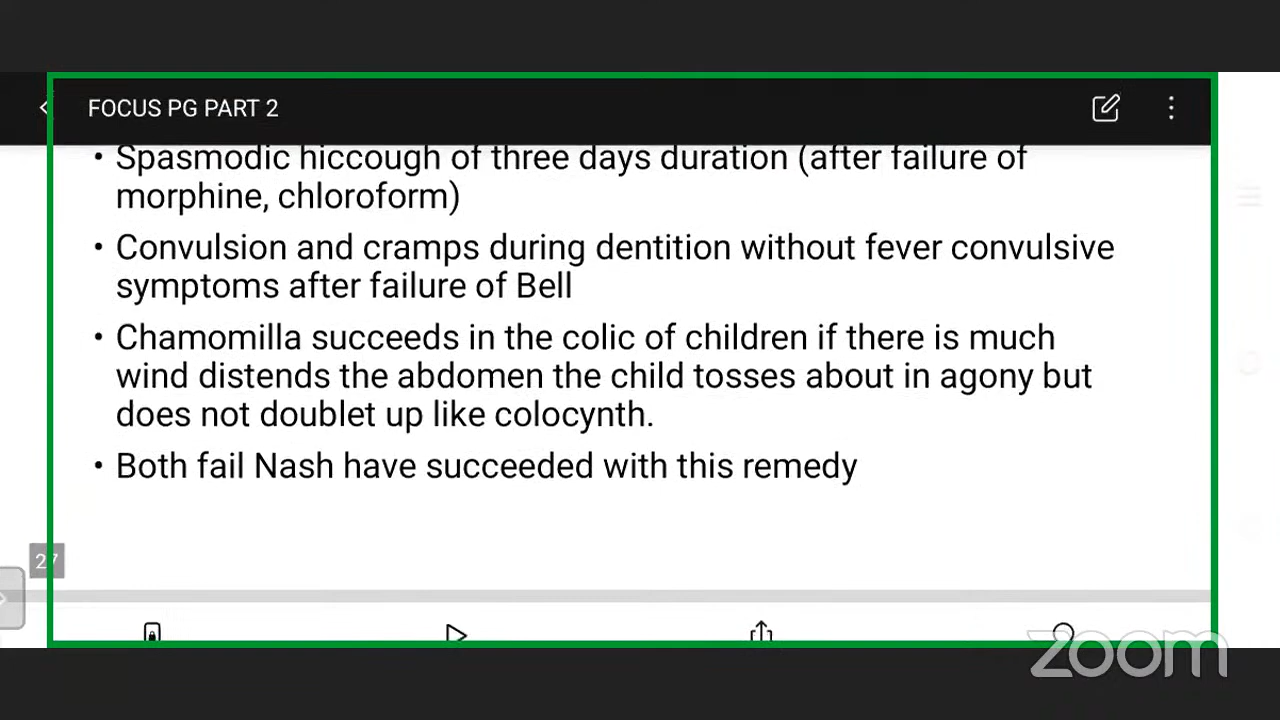 FOCUS PG PART 2
• Spasmodic hiccough of three days duration (after failure of
morphine, chloroform)
• Convulsion and cramps during dentition without fever convulsive
symptoms after failure of Bell
• Chamomilla succeeds in the colic of children if there is much
wind distends the abdomen the child tosses about in agony but
does not doublet up like colocynth.
• Both fail Nash have succeeded with this remedy
27
zoom